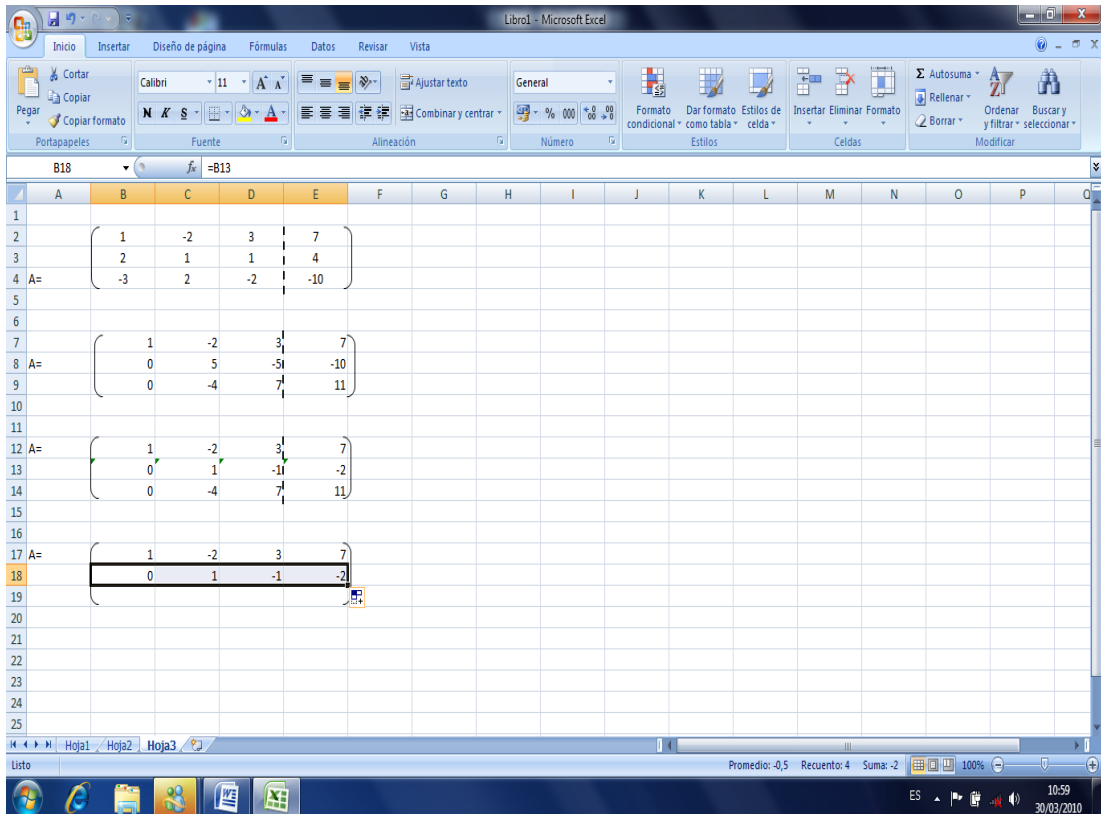 Libro1 - Microsoft Excel
Inicio Insertar Diseño de página Fórmulas Datos Revisar Vista
Pegar
Cortar
Copiar
Copiar formato
Portapapeles
Calibri 11
N K S
Fuente
Ajustar texto
Combinar y centrar
Alineación
General
% 000
Número
Formato condicional
Dar formato como tabla
Estilos de celda
Estilos
Insertar Eliminar Formato
Celdas
Σ Autosuma
Rellenar
Borrar
Ordenar y filtrar
Buscar y seleccionar
Modificar
B18 fx =B13
A B C D E F G H I J K L M N O P Q
1
2 1 -2 3 7
3 2 1 1 4
4 A= -3 2 -2 -10
5
6
7 1 -2 3 7
8 A= 0 5 -5 -10
9 0 -4 7 11
10
11
12 A= 1 -2 3 7
13 0 1 -1 -2
14 0 -4 7 11
15
16
17 A= 1 -2 3 7
18 0 1 -1 -2
19
20
21
22
23
24
25
Hoja1 Hoja2 Hoja3
Listo Promedio: -0,5 Recuento: 4 Suma: -2 100%
ES 10:59
30/03/2010